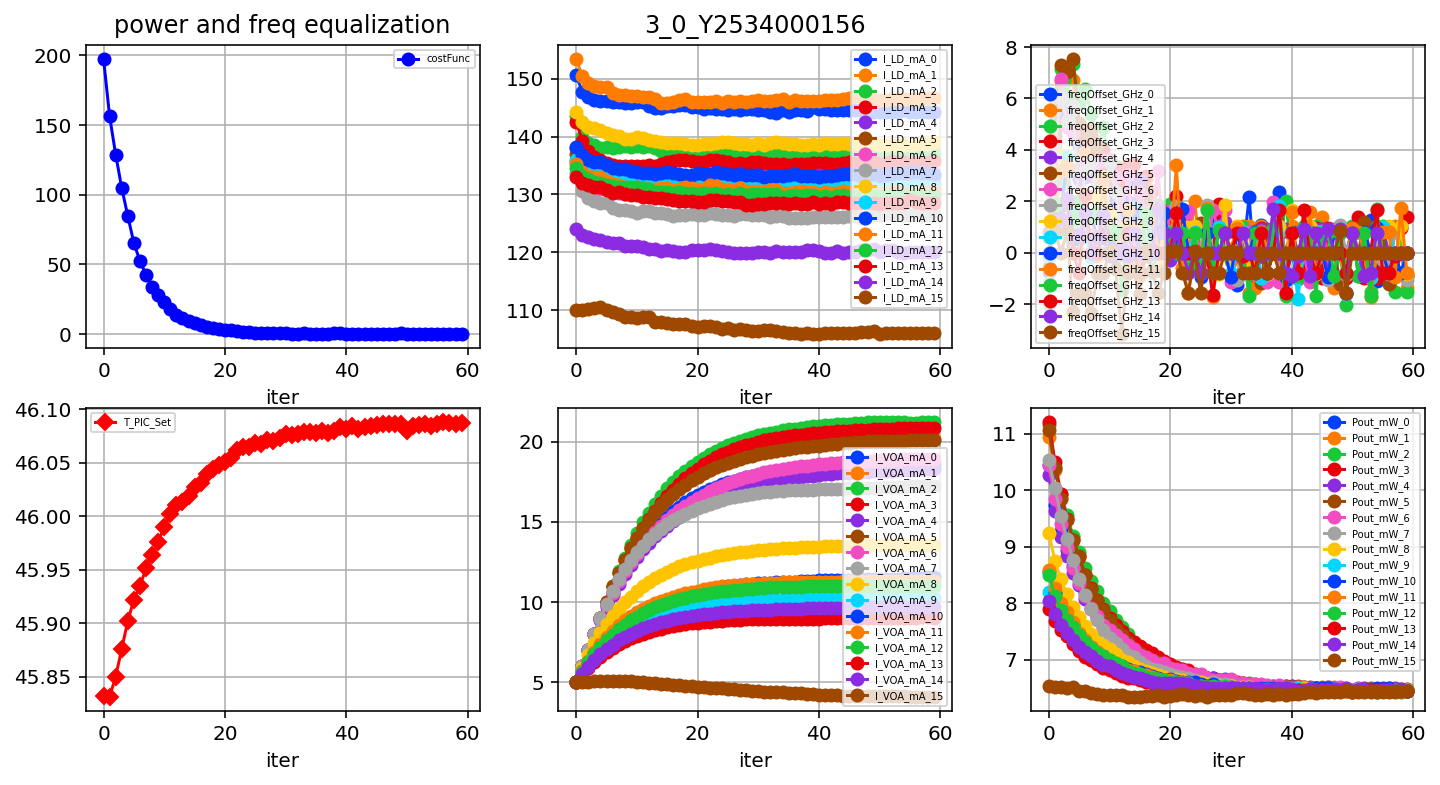 power and freq equalization
costFunc
200
150
100
50
0
0
20
40
60
iter
3_0_Y2534000156
I_LD_mA_0
I_LD_mA_1
I_LD_mA_2
I_LD_mA_3
I_LD_mA_4
I_LD_mA_5
I_LD_mA_6
I_LD_mA_7
I_LD_mA_8
I_LD_mA_9
I_LD_mA_10
I_LD_mA_11
I_LD_mA_12
I_LD_mA_13
I_LD_mA_14
I_LD_mA_15
150
140
130
120
110
0
20
40
60
iter
8
6
4
2
0
−2
freqOffset_GHz_0
freqOffset_GHz_1
freqOffset_GHz_2
freqOffset_GHz_3
freqOffset_GHz_4
freqOffset_GHz_5
freqOffset_GHz_6
freqOffset_GHz_7
freqOffset_GHz_8
freqOffset_GHz_9
freqOffset_GHz_10
freqOffset_GHz_11
freqOffset_GHz_12
freqOffset_GHz_13
freqOffset_GHz_14
freqOffset_GHz_15
0
20
40
60
iter
46.10
46.05
46.00
45.95
45.90
45.85
T_PIC_Set
0
20
40
60
iter
20
15
10
5
I_VOA_mA_0
I_VOA_mA_1
I_VOA_mA_2
I_VOA_mA_3
I_VOA_mA_4
I_VOA_mA_5
I_VOA_mA_6
I_VOA_mA_7
I_VOA_mA_8
I_VOA_mA_9
I_VOA_mA_10
I_VOA_mA_11
I_VOA_mA_12
I_VOA_mA_13
I_VOA_mA_14
I_VOA_mA_15
0
20
40
60
iter
11
10
9
8
7
Pout_mW_0
Pout_mW_1
Pout_mW_2
Pout_mW_3
Pout_mW_4
Pout_mW_5
Pout_mW_6
Pout_mW_7
Pout_mW_8
Pout_mW_9
Pout_mW_10
Pout_mW_11
Pout_mW_12
Pout_mW_13
Pout_mW_14
Pout_mW_15
0
20
40
60
iter